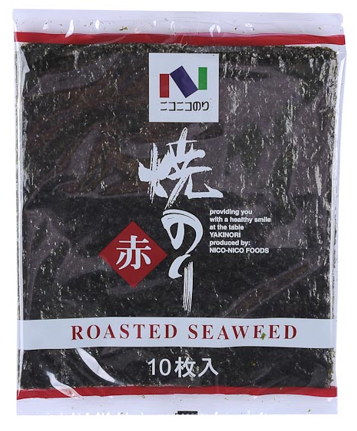 ニコニコのり
焼のり
赤
providing you
with a healthy smile
at the table
YAKINORI
produced by:
NICO-NICO FOODS
ROASTED SEAWEED
10枚入